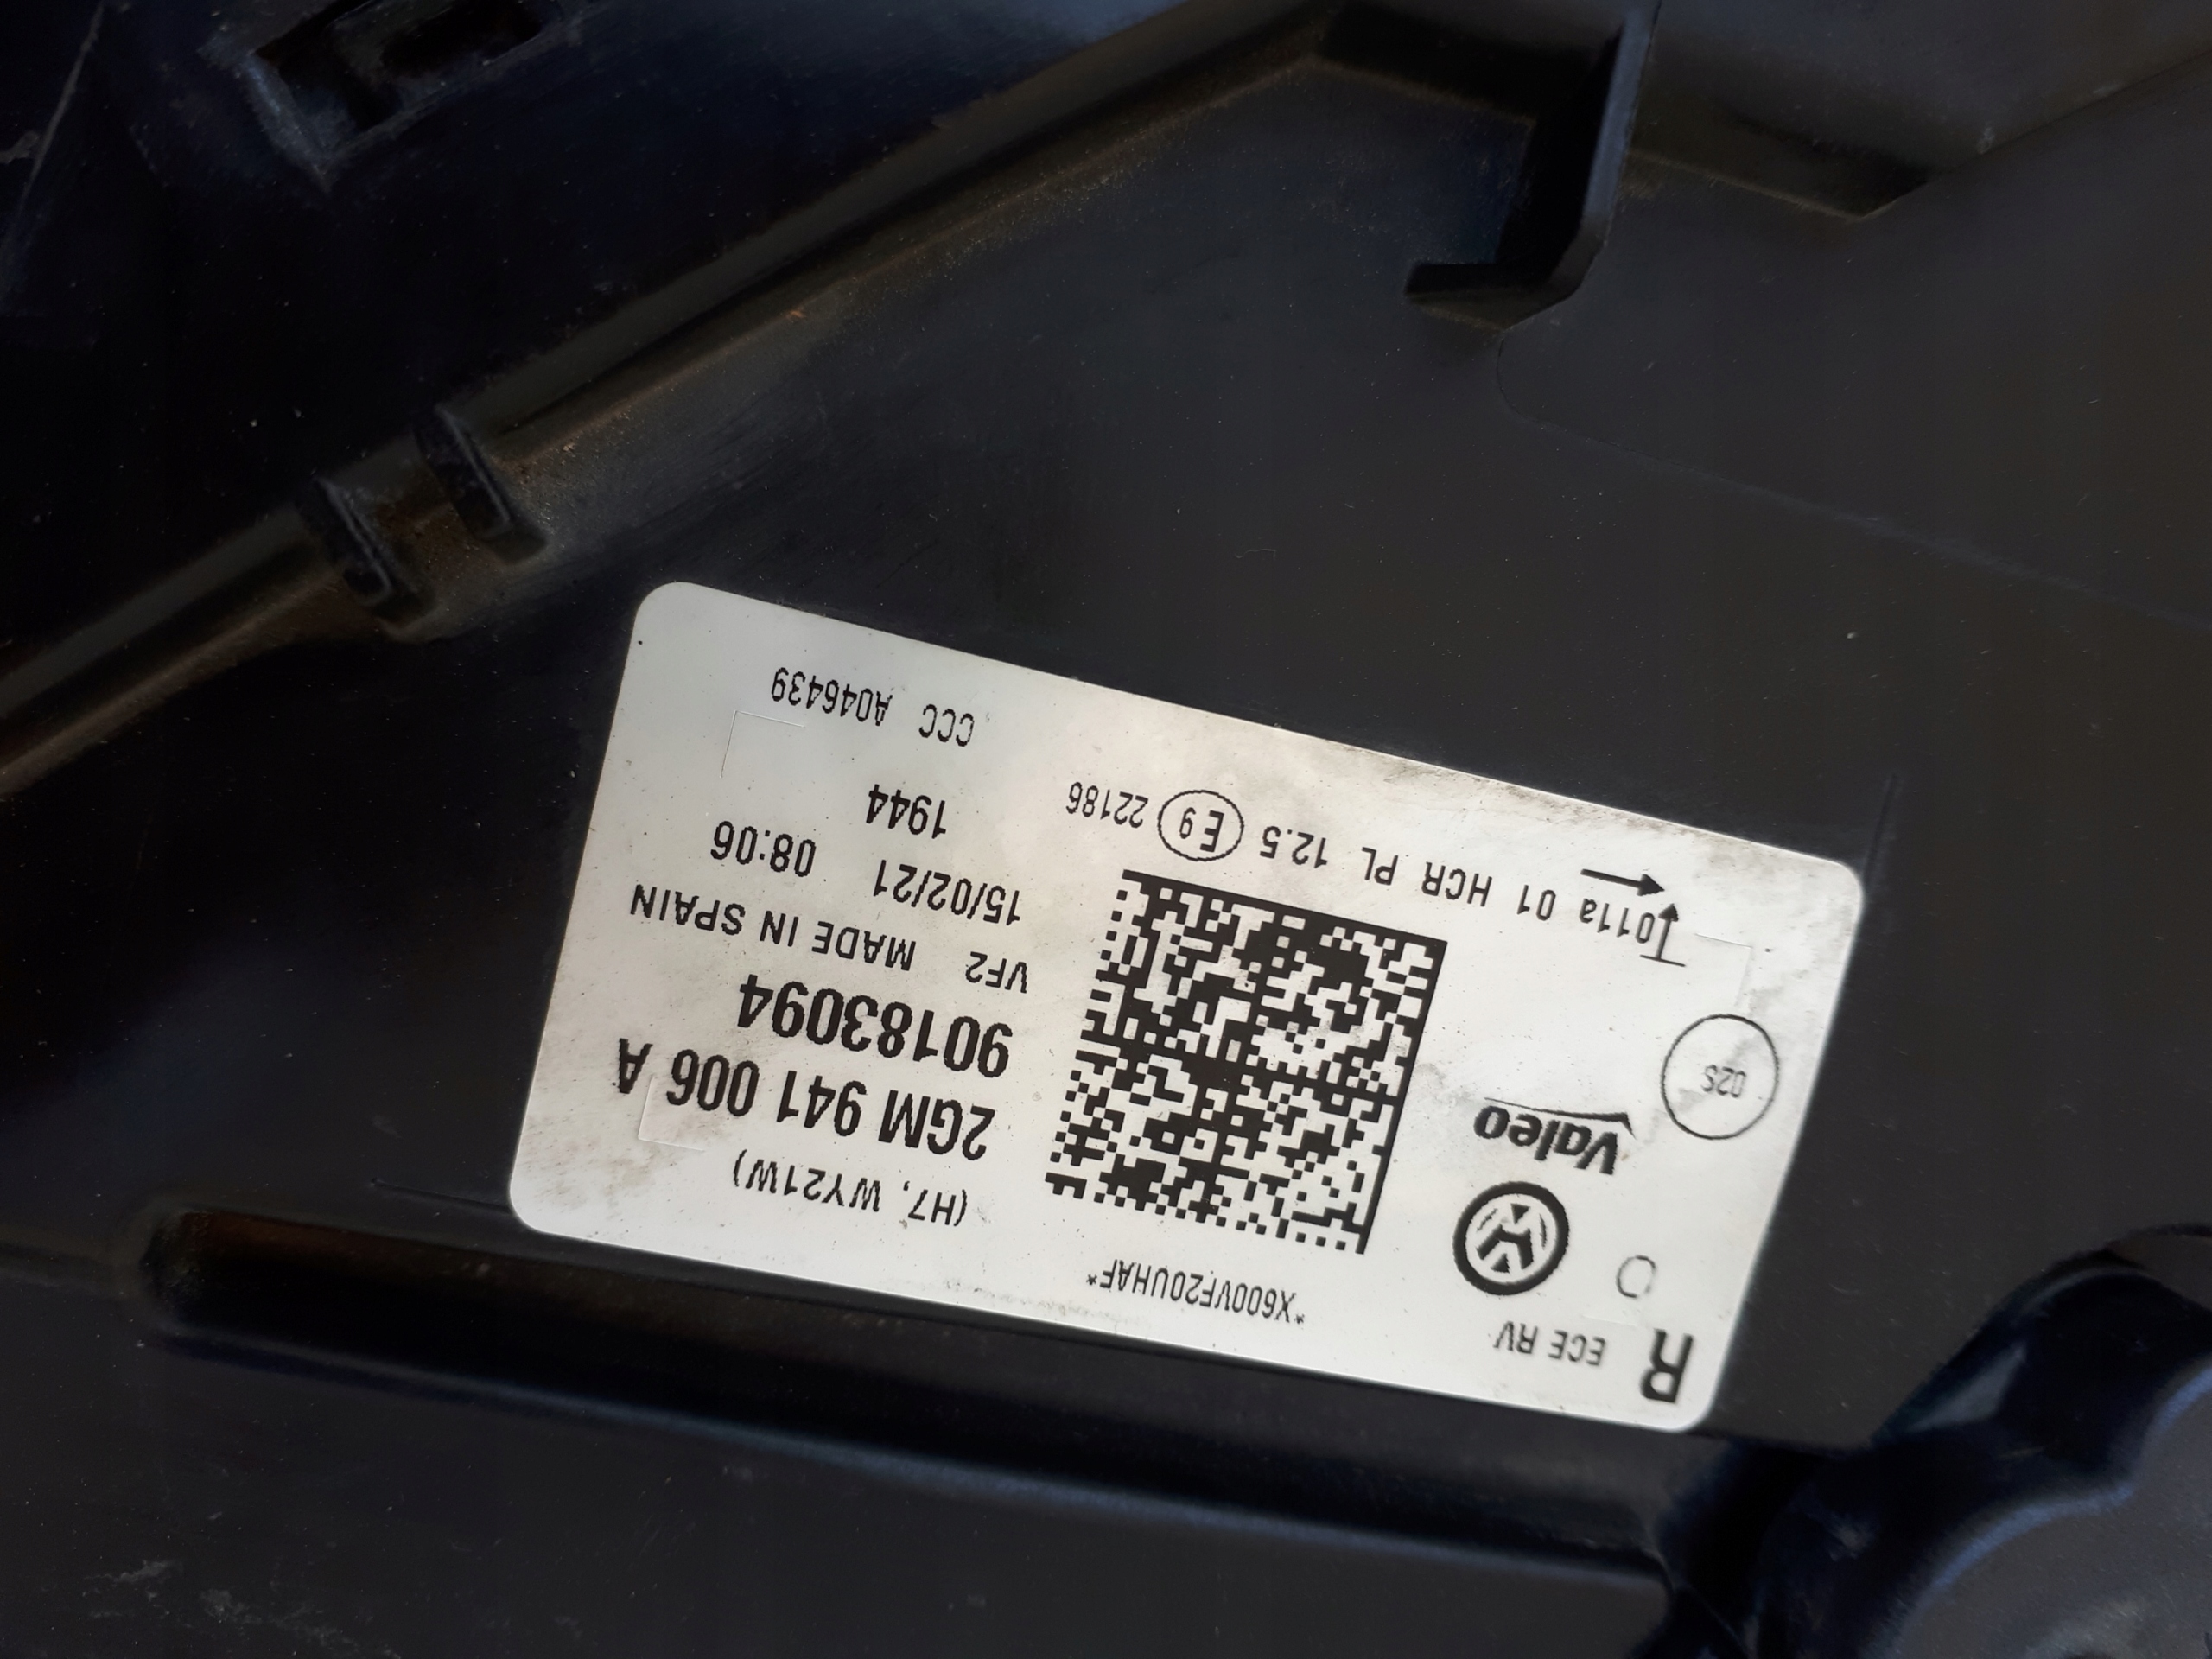 R
ECE RV
*X600VF20UHAF*
(H7, WY21W)
Valeo
2GM 941 006 A
90183094
02S
VF2 MADE IN SPAIN
15/02/21 08:06
1944
011a 01 HCR PL 12.5 E9 22186
CCC A046439